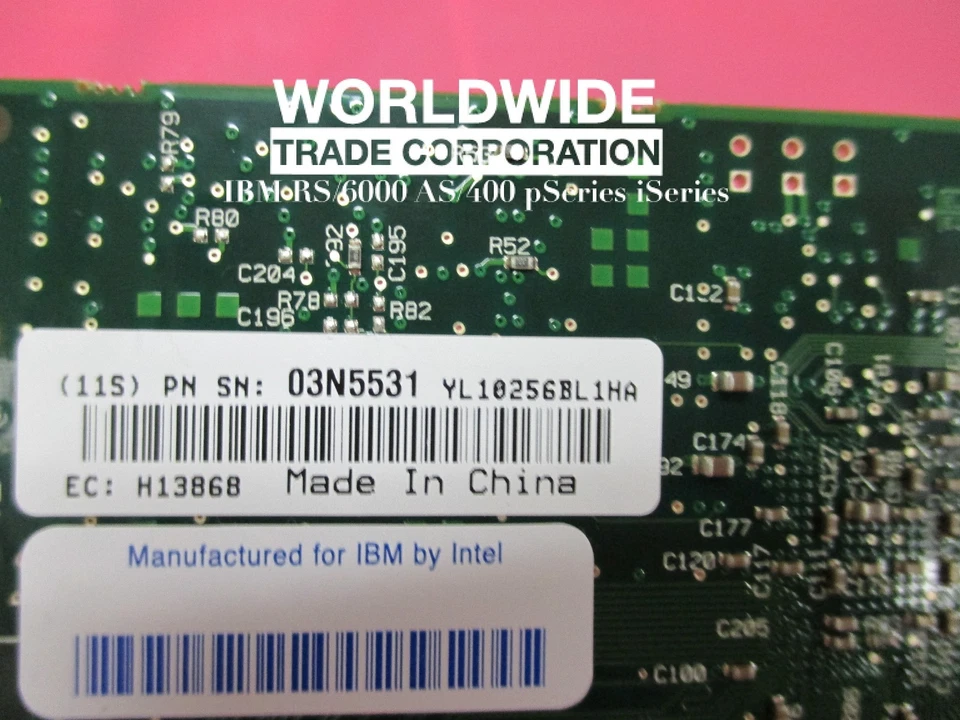 WORLDWIDE
TRADE CORPORATION
IBM RS/6000 AS/400 pSeries iSeries
R79
R80
C195
R52
C204
R78
C196
R82
(11S) PN SN: 03N5531 YL10256BL1HA
EC: H13868 Made In China
Manufactured for IBM by Intel
C174
C127
C177
C120
C117
C205
C100